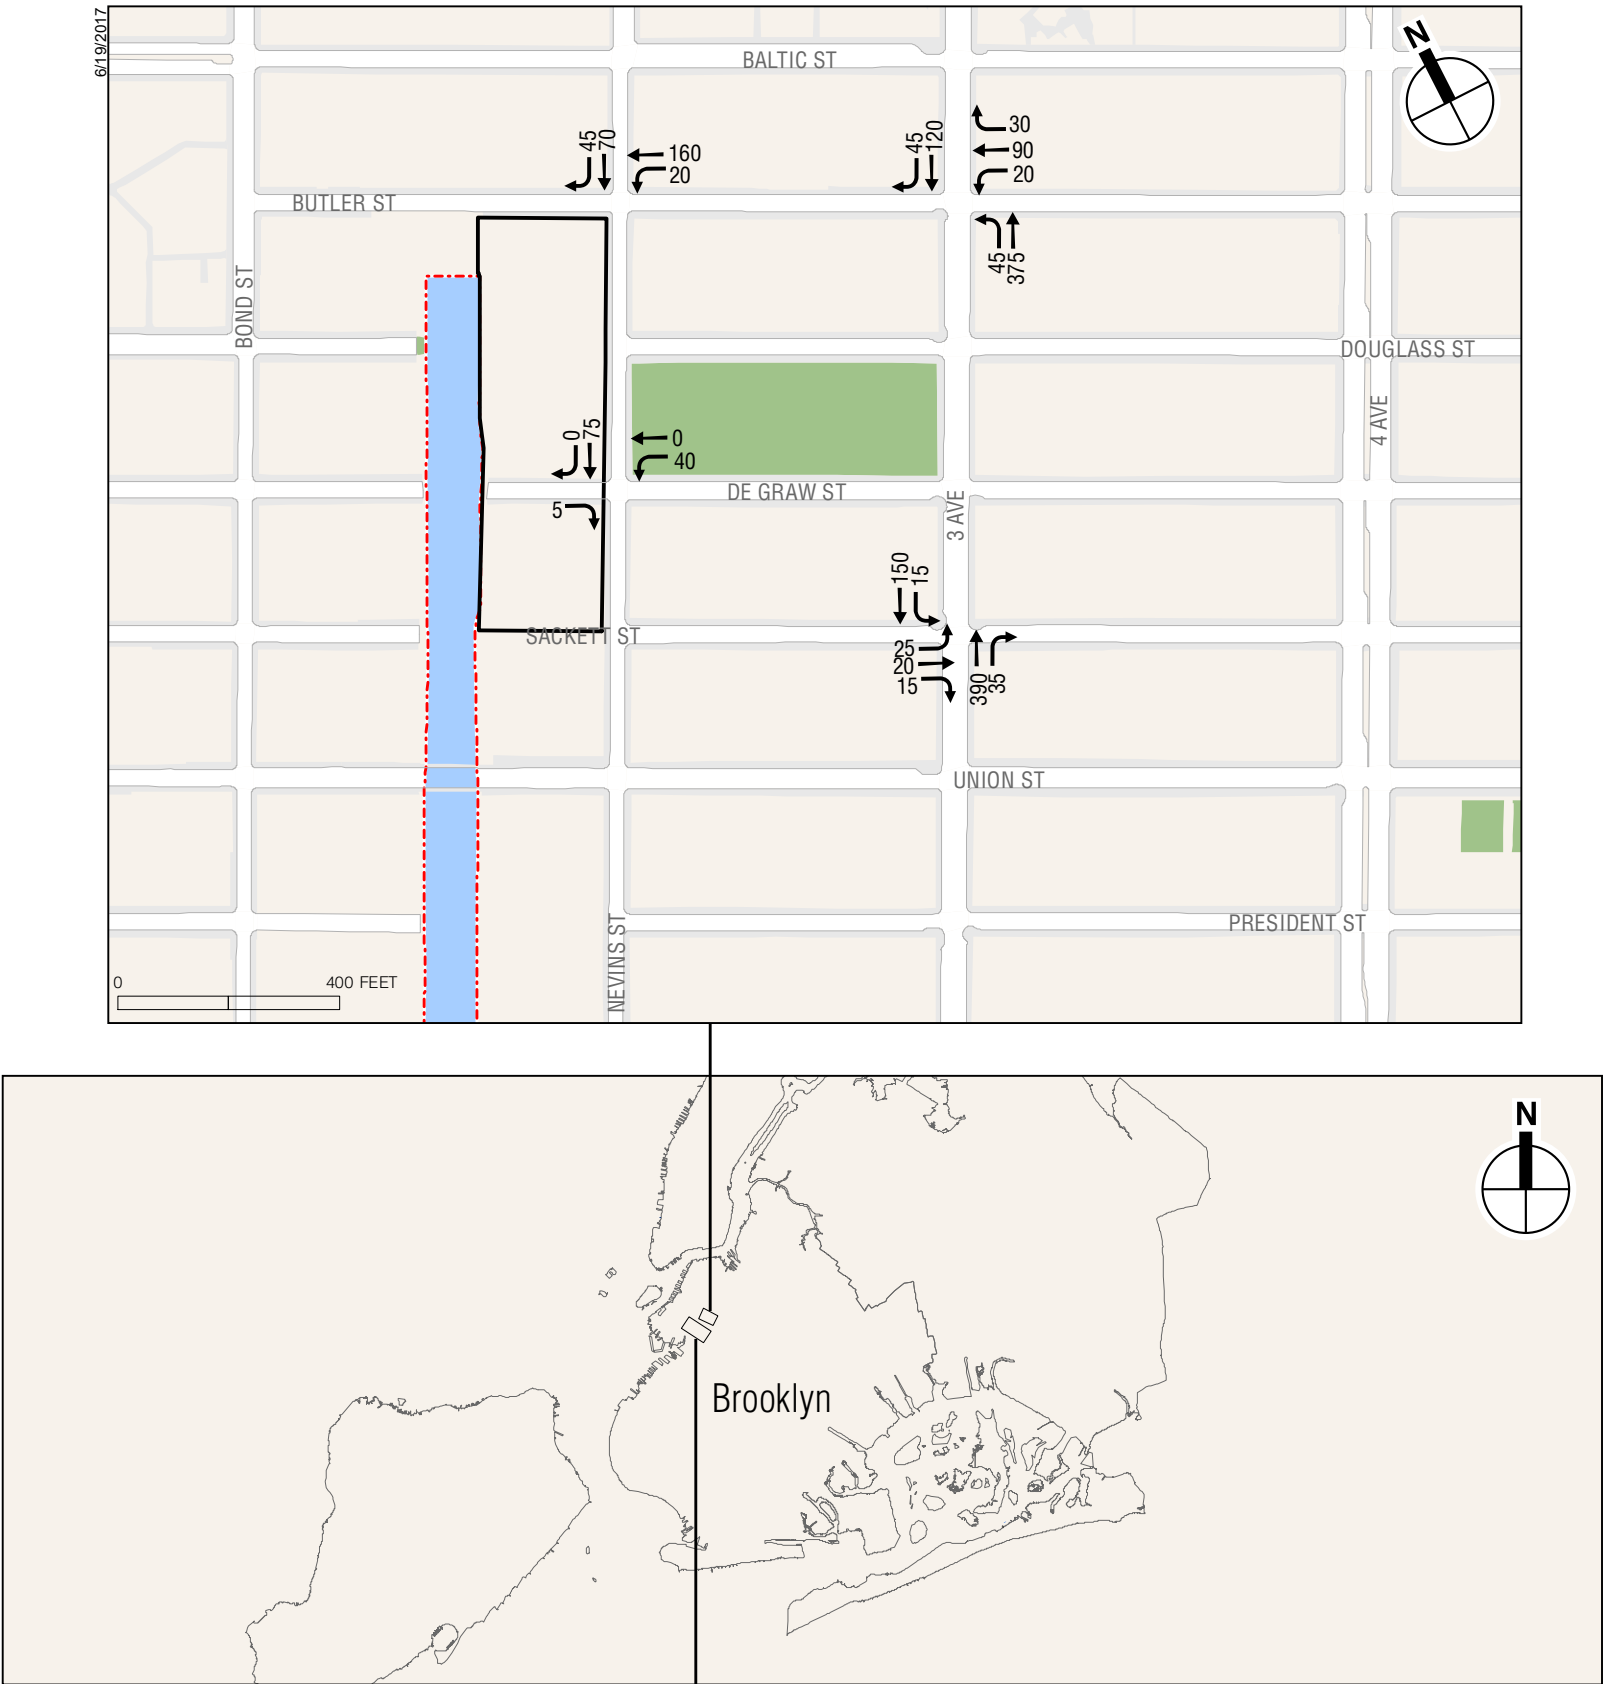 6/19/2017
N
BALTIC ST
45
70
160
20
45
120
30
90
20
BUTLER ST
45
375
BOND ST
DOUGLASS ST
4 AVE
0
75
0
40
DE GRAW ST
3 AVE
5
150
15
SACKETT ST
25
20
15
390
35
UNION ST
PRESIDENT ST
NEVINS ST
0
400 FEET
N
Brooklyn